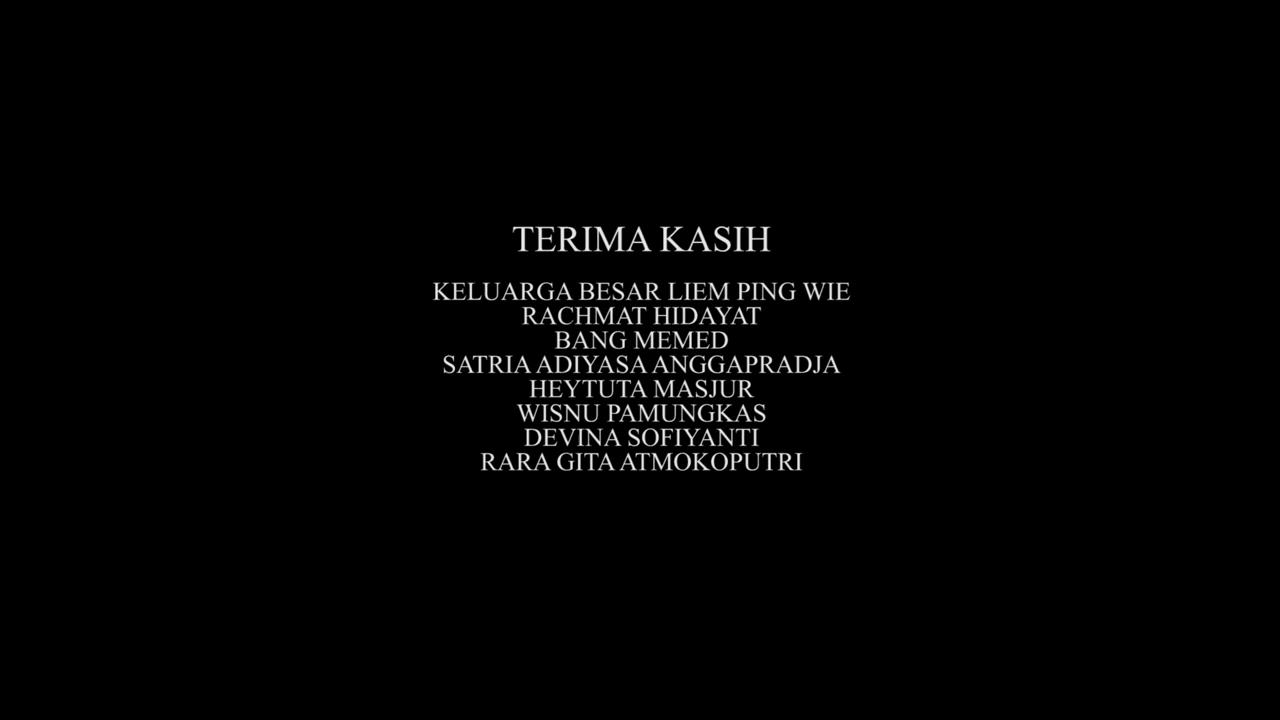 TERIMA KASIH
KELUARGA BESAR LIEM PING WIE
RACHMAT HIDAYAT
BANG MEMED
SATRIA ADIYASA ANGGAPRADJA
HEYTUTA MASJUR
WISNU PAMUNGKAS
DEVINA SOFIYANTI
RARA GITA ATMOKOPUTRI